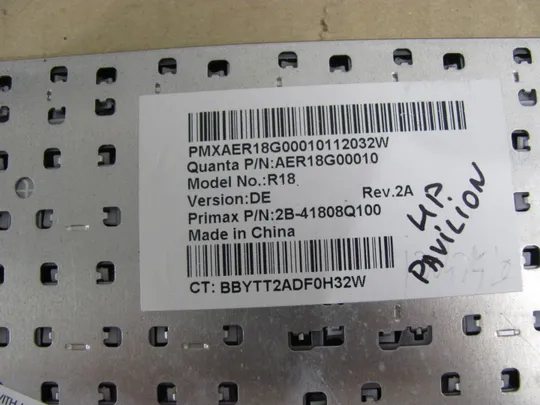 PMXAER18G00010112032W
Quanta P/N:AER18G00010
Model No.:R18
Version:DE Rev.2A
Primax P/N:2B-41808Q100
Made in China
CT: BBYTT2ADF0H32W
HP
PAVILION